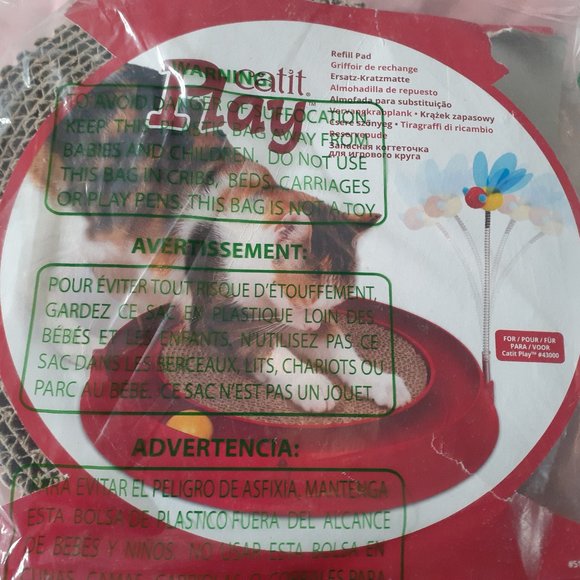 catit®
Play™
Refill Pad
Griffoir de rechange
Ersatz-Kratzmatte
Almohadilla de repuesto
Almofada para substituição
• Krążek zapasowy
• Tiragraffi di ricambio
Reservepude
Запасная когтеточка
для игрового круга
WARNING:
TO AVOID DANGER OF SUFFOCATION,
KEEP THIS PLASTIC BAG AWAY FROM
BABIES AND CHILDREN. DO NOT USE
THIS BAG IN CRIBS, BEDS, CARRIAGES
OR PLAY PENS. THIS BAG IS NOT A TOY.
AVERTISSEMENT:
POUR ÉVITER TOUT RISQUE D'ÉTOUFFEMENT,
GARDEZ CE SAC EN PLASTIQUE LOIN DES
BÉBÉS ET LES ENFANTS. N'UTILISEZ PAS CE
SAC DANS LES BERCEAUX, LITS, CHARIOTS OU
PARC AU BÉBÉ. CE SAC N'EST PAS UN JOUET.
FOR / POUR / FÜR
PARA / VOOR
Catit Play™ #43000
ADVERTENCIA:
PARA EVITAR EL PELIGRO DE ASFIXIA, MANTENGA
ESTA BOLSA DE PLASTICO FUERA DEL ALCANCE
DE BEBÉS Y NINOS. NO USAR ESTA BOLSA EN